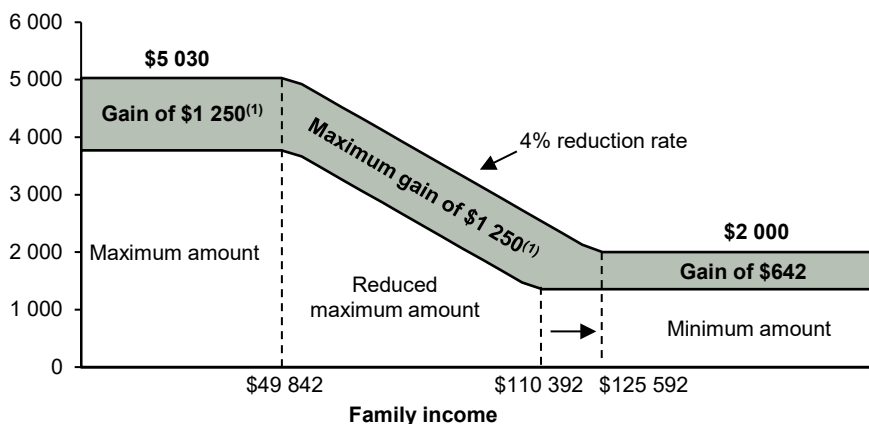 6 000
5 000
4 000
3 000
2 000
1 000
0
$5 030
Gain of $1 250(1)
Maximum gain of $1 250(1)
4% reduction rate
$2 000
Gain of $642
Maximum amount
Reduced
maximum amount
Minimum amount
$49 842
$110 392
$125 592
Family income